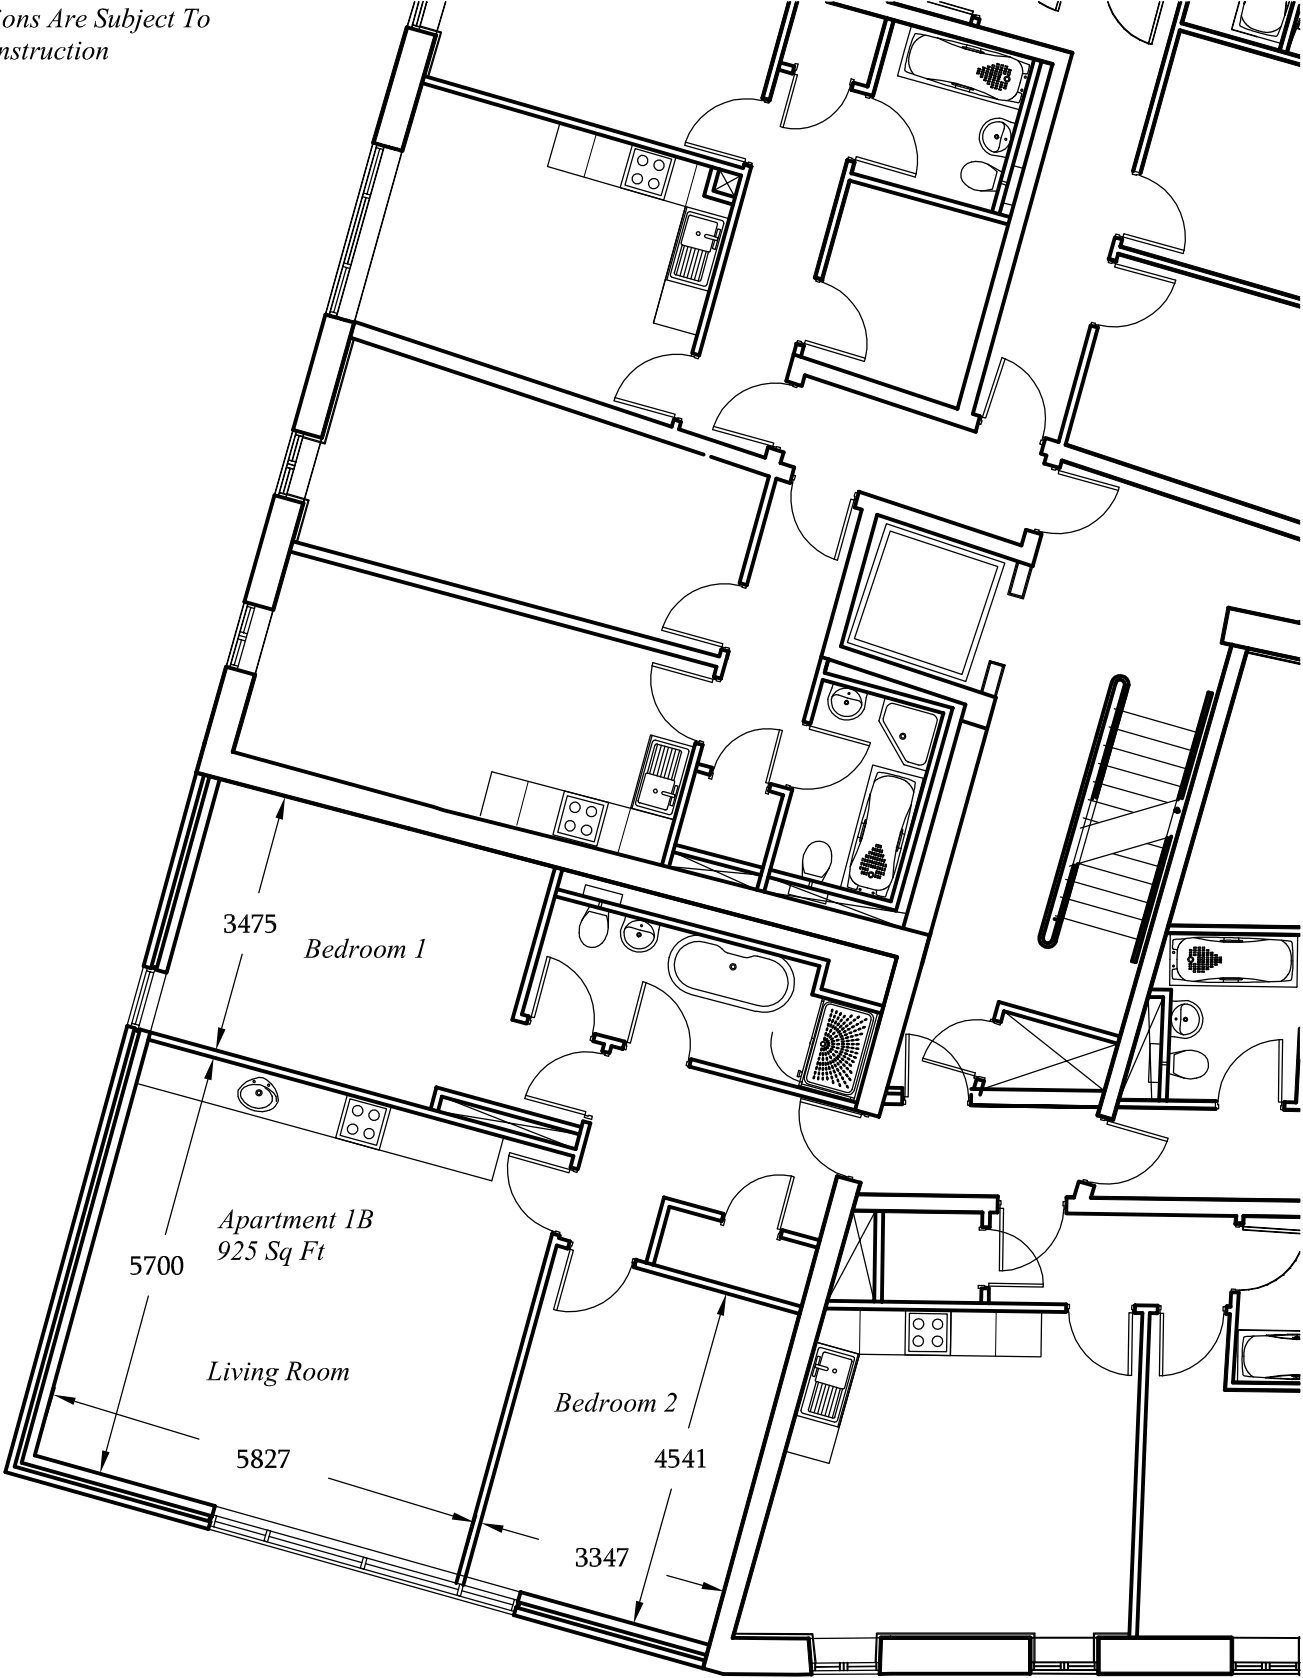 ons Are Subject To
nstruction
3475
Bedroom 1
Apartment 1B
925 Sq Ft
5700
Living Room
Bedroom 2
5827
4541
3347